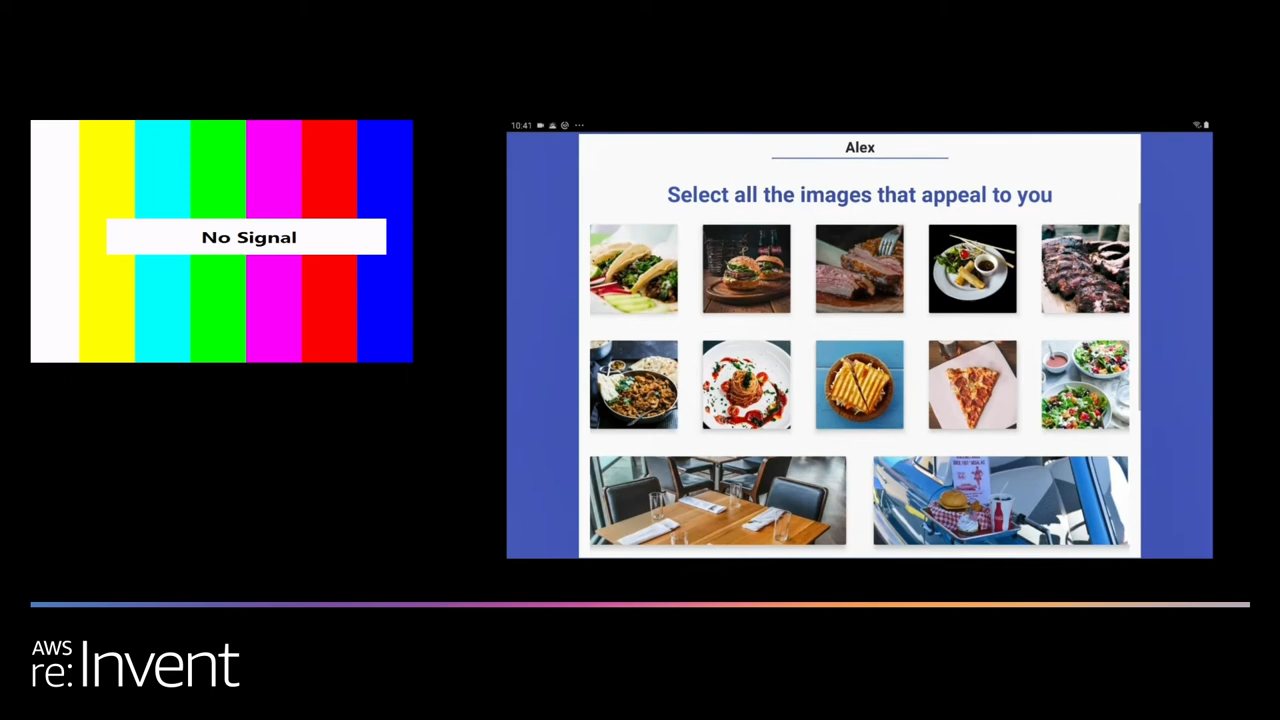 No Signal
10:41
Alex
Select all the images that appeal to you
AWS
re:Invent